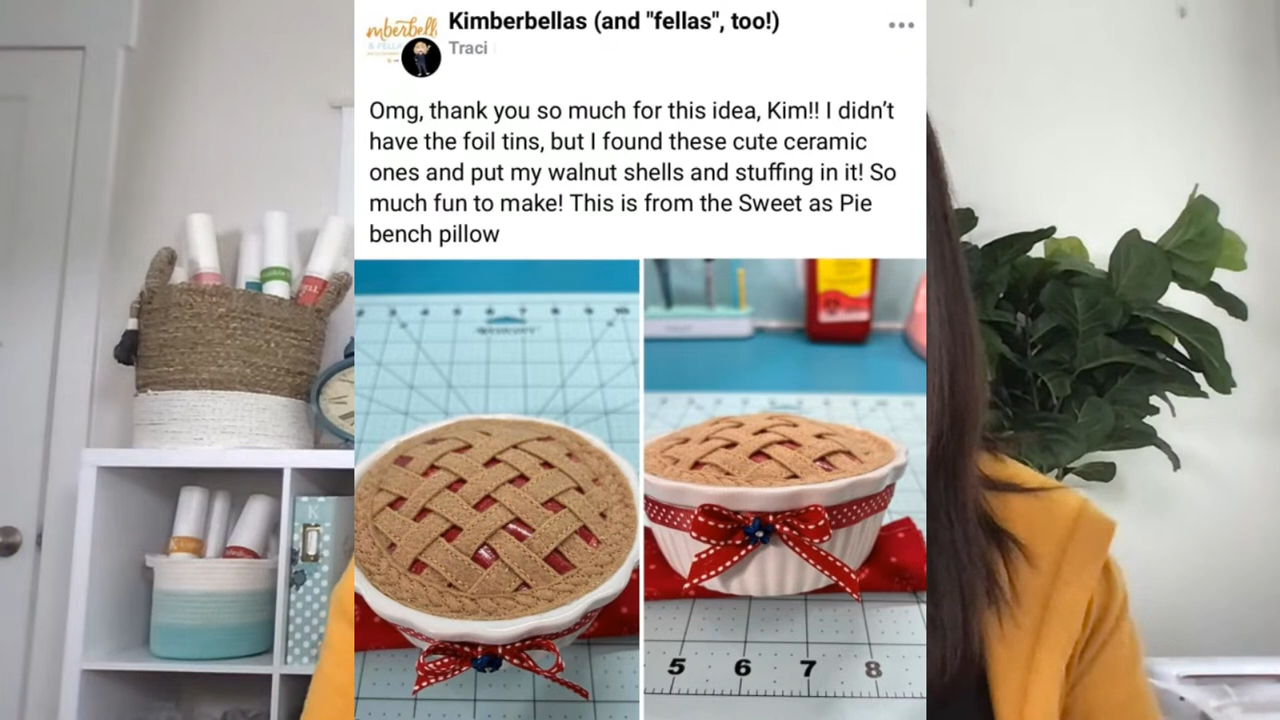 mberbell
& FELLA
Kimberbellas (and "fellas", too!)
Traci
Omg, thank you so much for this idea, Kim!! I didn’t
have the foil tins, but I found these cute ceramic
ones and put my walnut shells and stuffing in it! So
much fun to make! This is from the Sweet as Pie
bench pillow
K
5 6 7 8